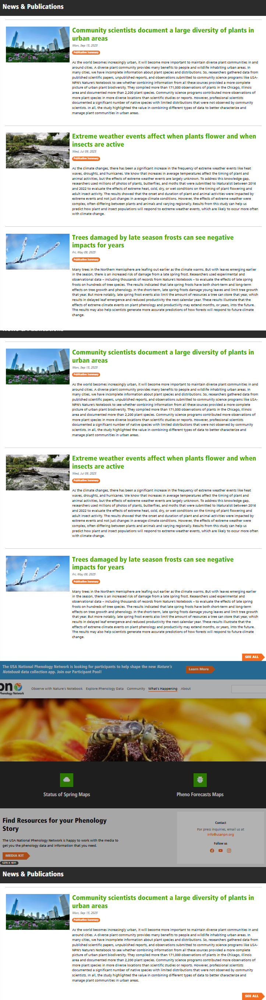 News & Publications
Community scientists document a large diversity of plants in
urban areas
Mon, Sep 15, 2025
Publication Summary
As the world becomes increasingly urban, it will become more important to maintain diverse plant communities in and
around cities. A diverse plant community provides many benefits to people and wildlife inhabiting urban areas. In
many cities, we have incomplete information about plant species and distributions. So, researchers gathered data from
published scientific papers, unpublished reports, and observations submitted to community science programs like USA-
NPN's Nature's Notebook to see whether combining information from all these sources provided a more complete
picture of urban plant biodiversity. They compiled more than 171,000 observations of plants in the Chicago, Illinois
area and documented more than 2,200 plant species. Community science programs contributed more observations of
more plant species in more diverse locations than scientific studies or reports. However, professional scientists
documented a significant number of native species with limited distributions that were not observed by community
scientists. In all, the study highlighted the value in combining different types of data to better characterize and
manage plant communities in urban areas.
Extreme weather events affect when plants flower and when
insects are active
Wed, Jul 09, 2025
Publication Summary
As the climate changes, there has been a significant increase in the frequency of extreme weather events like heat
waves, droughts, and hurricanes. We know that increases in average temperatures affect the timing of plant and
animal activities, but the effects of extreme weather events are largely unknown. To address this knowledge gap,
researchers used millions of photos of plants, butterflies, and moths that were submitted to iNaturalist between 2016
and 2022 to evaluate the effects of extreme heat, cold, dry, or wet conditions on the timing of plant flowering and
adult insect activity. The results showed that the onset and duration of plant and animal activities were impacted by
extreme events and not just changes in average climate conditions. However, the effects of extreme weather were
complex, often differing between plants and animals and varying regionally. Results from this study can help us
predict how plant and insect populations will respond to extreme weather events, which are likely to occur more often
with climate change.
Trees damaged by late season frosts can see negative
impacts for years
Fri, May 09, 2025
Publication Summary
Many trees in the Northern Hemisphere are leafing out earlier as the climate warms. But with leaves emerging earlier
in the season, there is an increased risk of damage from a late spring frost. Researchers used experimental and
observational data – including thousands of records from Nature's Notebook – to evaluate the effects of late spring
frosts on hundreds of tree species. The results indicated that late spring frosts have both short-term and long-term
effects on tree growth and phenology. In the short-term, late spring frosts damage young leaves and limit tree growth
that year. But more notably, late spring frost events also limit the amount of resources a tree can store that year, which
results in delayed leaf emergence and reduced productivity the next calendar year. These results illustrate that the
effects of extreme climate events on plant phenology and productivity may extend months, or years, into the future.
The results may also help scientists generate more accurate predictions of how forests will respond to future climate
change.
Community scientists document a large diversity of plants in
urban areas
Mon, Sep 15, 2025
Publication Summary
As the world becomes increasingly urban, it will become more important to maintain diverse plant communities in and
around cities. A diverse plant community provides many benefits to people and wildlife inhabiting urban areas. In
many cities, we have incomplete information about plant species and distributions. So, researchers gathered data from
published scientific papers, unpublished reports, and observations submitted to community science programs like USA-
NPN's Nature's Notebook to see whether combining information from all these sources provided a more complete
picture of urban plant biodiversity. They compiled more than 171,000 observations of plants in the Chicago, Illinois
area and documented more than 2,200 plant species. Community science programs contributed more observations of
more plant species in more diverse locations than scientific studies or reports. However, professional scientists
documented a significant number of native species with limited distributions that were not observed by community
scientists. In all, the study highlighted the value in combining different types of data to better characterize and
manage plant communities in urban areas.
Extreme weather events affect when plants flower and when
insects are active
Wed, Jul 09, 2025
Publication Summary
As the climate changes, there has been a significant increase in the frequency of extreme weather events like heat
waves, droughts, and hurricanes. We know that increases in average temperatures affect the timing of plant and
animal activities, but the effects of extreme weather events are largely unknown. To address this knowledge gap,
researchers used millions of photos of plants, butterflies, and moths that were submitted to iNaturalist between 2016
and 2022 to evaluate the effects of extreme heat, cold, dry, or wet conditions on the timing of plant flowering and
adult insect activity. The results showed that the onset and duration of plant and animal activities were impacted by
extreme events and not just changes in average climate conditions. However, the effects of extreme weather were
complex, often differing between plants and animals and varying regionally. Results from this study can help us
predict how plant and insect populations will respond to extreme weather events, which are likely to occur more often
with climate change.
Trees damaged by late season frosts can see negative
impacts for years
Fri, May 09, 2025
Publication Summary
Many trees in the Northern Hemisphere are leafing out earlier as the climate warms. But with leaves emerging earlier
in the season, there is an increased risk of damage from a late spring frost. Researchers used experimental and
observational data – including thousands of records from Nature's Notebook – to evaluate the effects of late spring
frosts on hundreds of tree species. The results indicated that late spring frosts have both short-term and long-term
effects on tree growth and phenology. In the short-term, late spring frosts damage young leaves and limit tree growth
that year. But more notably, late spring frost events also limit the amount of resources a tree can store that year, which
results in delayed leaf emergence and reduced productivity the next calendar year. These results illustrate that the
effects of extreme climate events on plant phenology and productivity may extend months, or years, into the future.
The results may also help scientists generate more accurate predictions of how forests will respond to future climate
change.
SEE ALL
The USA National Phenology Network is looking for participants to help shape the new Nature's
Notebook data collection app. Join our Participant Pool!
Learn More
on
Phenology Network
Observe with Nature's Notebook Explore Phenology Data Community What's Happening About
Status of Spring Maps
Pheno Forecasts Maps
Find Resources for your Phenology
Story
The USA National Phenology Network is happy to work with the media to
get you the phenology data and information that you need.
MEDIA KIT
Contact
For press inquiries, email us at
info@usanpn.org
Follow us
1270 X 1611
News & Publications
Community scientists document a large diversity of plants in
urban areas
Mon, Sep 15, 2025
Publication Summary
As the world becomes increasingly urban, it will become more important to maintain diverse plant communities in and
around cities. A diverse plant community provides many benefits to people and wildlife inhabiting urban areas. In
many cities, we have incomplete information about plant species and distributions. So, researchers gathered data from
published scientific papers, unpublished reports, and observations submitted to community science programs like USA-
NPN's Nature's Notebook to see whether combining information from all these sources provided a more complete
picture of urban plant biodiversity. They compiled more than 171,000 observations of plants in the Chicago, Illinois
area and documented more than 2,200 plant species. Community science programs contributed more observations of
more plant species in more diverse locations than scientific studies or reports. However, professional scientists
documented a significant number of native species with limited distributions that were not observed by community
scientists. In all, the study highlighted the value in combining different types of data to better characterize and
manage plant communities in urban areas.
SEE ALL